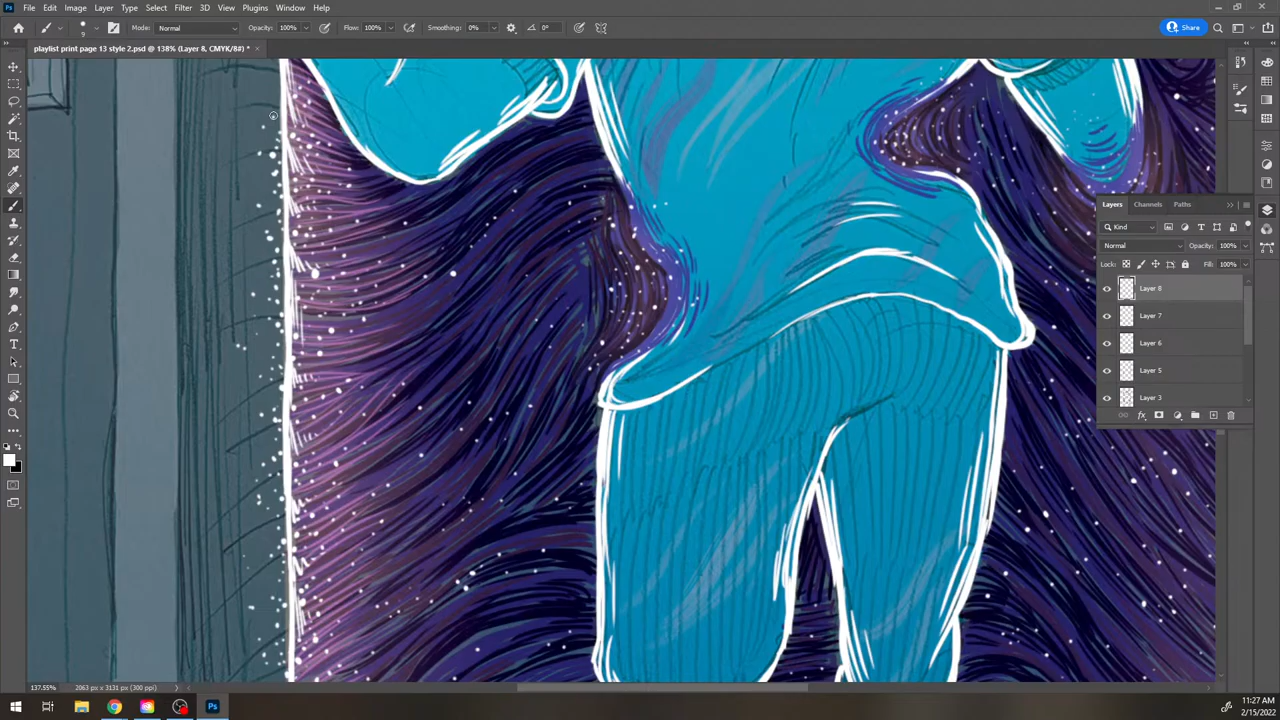 Ps File Edit Image Layer Type Select Filter 3D View Plugins Window Help
Mode: Normal Opacity: 100% Flow: 100% Smoothing: 0% 0° Share
playlist print page 13 style 2.psd @ 138% (Layer 8, CMYK/8#) * ×
Layers Channels Paths
Kind
Normal Opacity: 100%
Lock: Fill: 100%
Layer 8
Layer 7
Layer 6
Layer 5
Layer 3
fx
137.55% 2063 px x 3131 px (300 ppi)
Ps
11:27 AM
2/15/2022